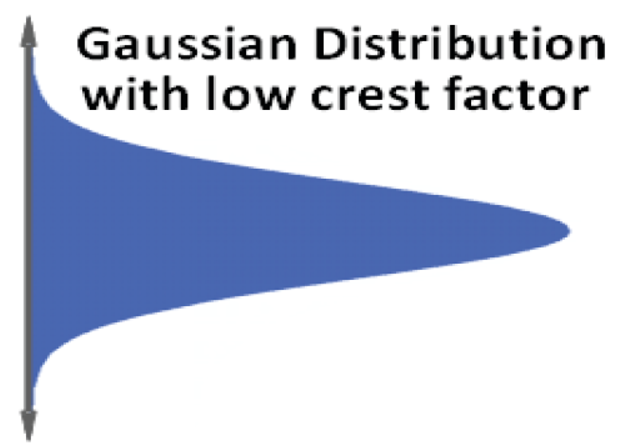 Gaussian Distribution
with low crest factor